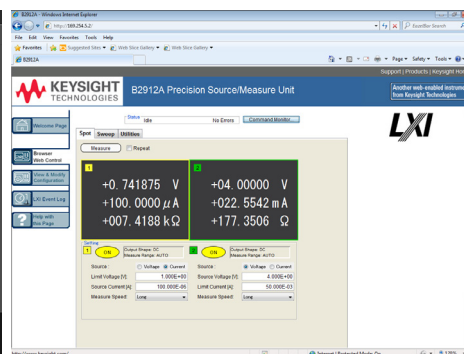 B2912A - Windows Internet Explorer
http://169.254.5.2/
File Edit View Favorites Tools Help
Favorites Suggested Sites Web Slice Gallery Web Slice Gallery
B2912A
Page Safety Tools
Support | Products | Keysight Ho
KEYSIGHT
TECHNOLOGIES
B2912A Precision Source/Measure Unit
Another web-enabled instrume
from Keysight Technologies
Welcome Page
Browser
Web Control
View & Modify
Configuration
LXI Event Log
Help with
this Page
Status Idle No Errors Command Monitor...
LXI
Spot Sweep Utilities
Measure Repeat
1 2
+0. 741875 V +04. 00000 V
+100. 0000 μA +022. 5542 mA
+007. 4188 kΩ +177. 3506 Ω
Setting
1 ON Output Shape: DC
Measure Range: AUTO
2 ON Output Shape: DC
Measure Range: AUTO
Source : Voltage Current Source : Voltage Current
Limit Voltage [V]: 1.000E+00 Source Voltage [V]: 4.000E+00
Source Current [A]: 100.000E-06 Limit Current [A]: 50.000E-03
Measure Speed: Long Measure Speed: Long